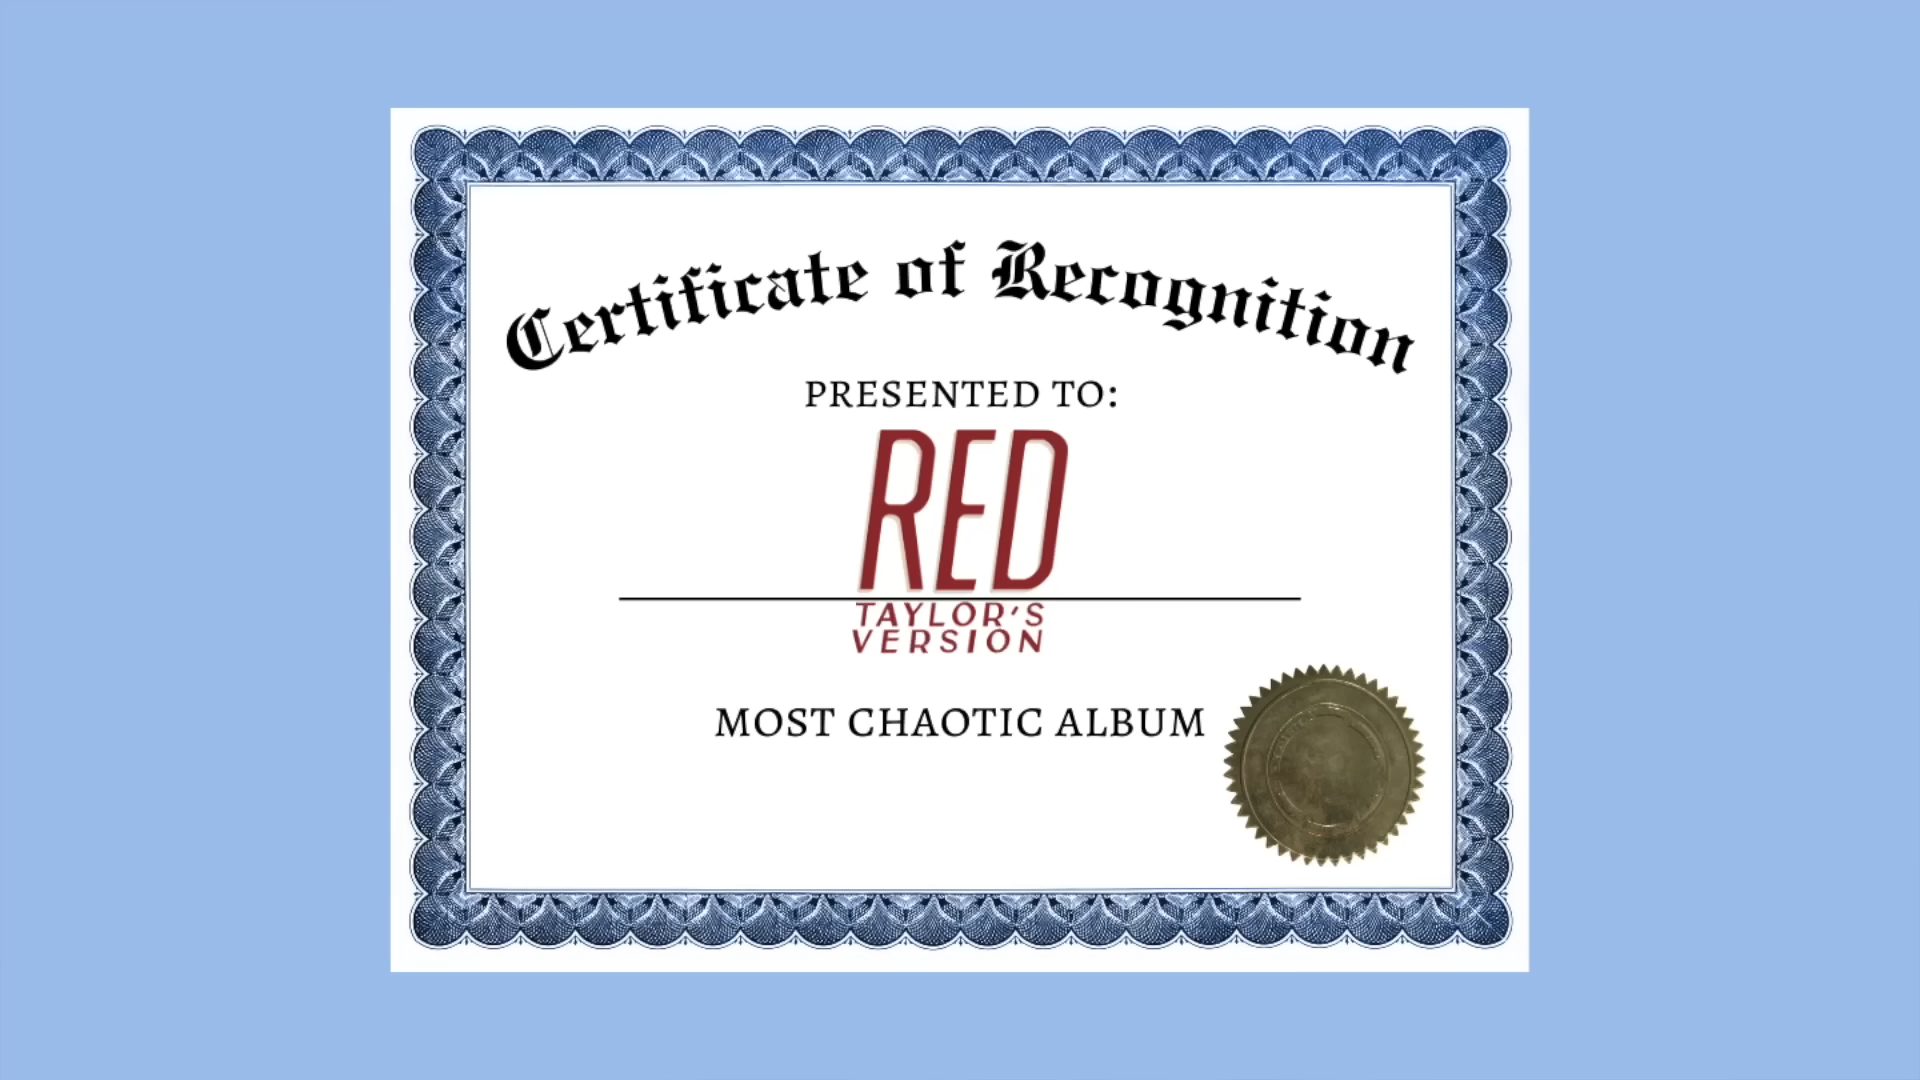 Certificate of Recognition
PRESENTED TO:
RED
TAYLOR'S
VERSION
MOST CHAOTIC ALBUM